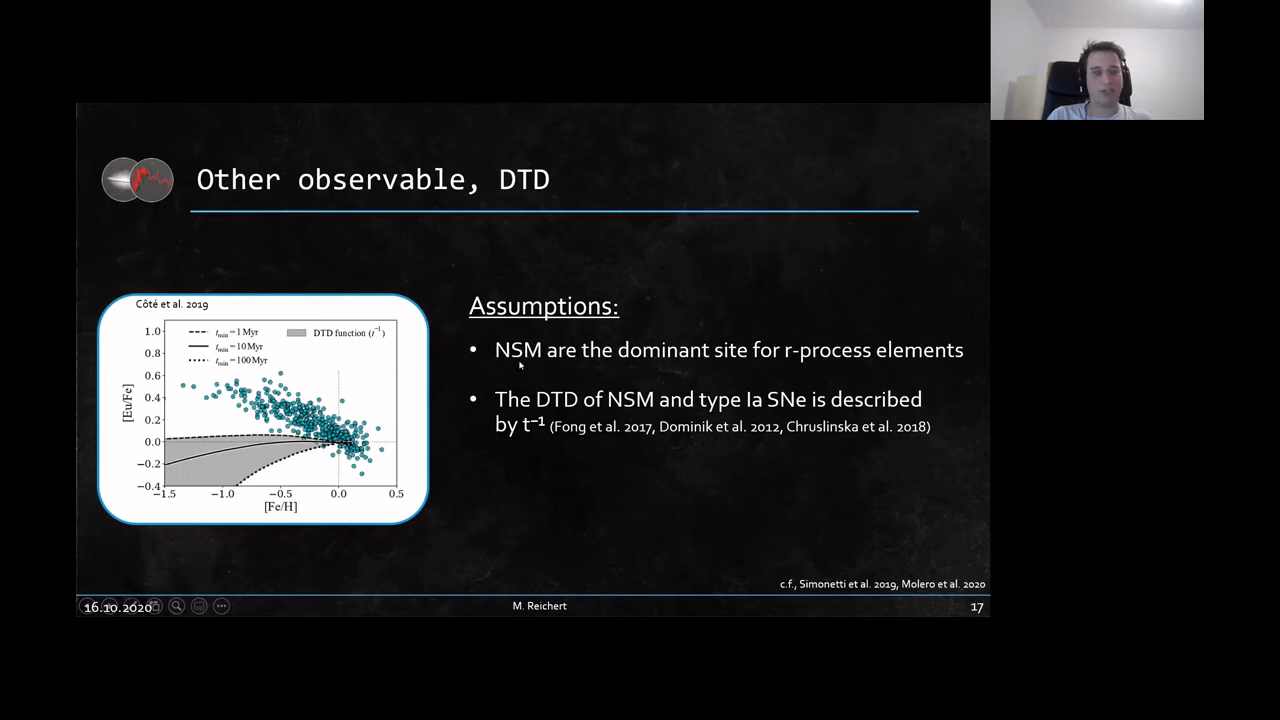 Other observable, DTD
Côté et al. 2019
t_min = 1 Myr
t_min = 10 Myr
t_min = 100 Myr
DTD function (t⁻¹)
1.0
0.8
0.6
0.4
0.2
0.0
−0.2
−0.4
[Eu/Fe]
−1.5 −1.0 −0.5 0.0 0.5
[Fe/H]
Assumptions:
• NSM are the dominant site for r-process elements
• The DTD of NSM and type Ia SNe is described
by t⁻¹ (Fong et al. 2017, Dominik et al. 2012, Chruslinska et al. 2018)
c.f., Simonetti et al. 2019, Molero et al. 2020
16.10.2020
M. Reichert
17